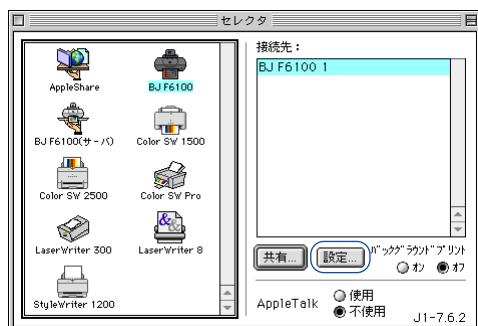 セレクタ
AppleShare
BJ F6100
BJ F6100(サーバ)
Color SW 1500
Color SW 2500
Color SW Pro
LaserWriter 300
LaserWriter 8
StyleWriter 1200
接続先：
BJ F6100 1
共有...
設定...
バックグラウンドプリント
オン
オフ
AppleTalk
使用
不使用
J1-7.6.2